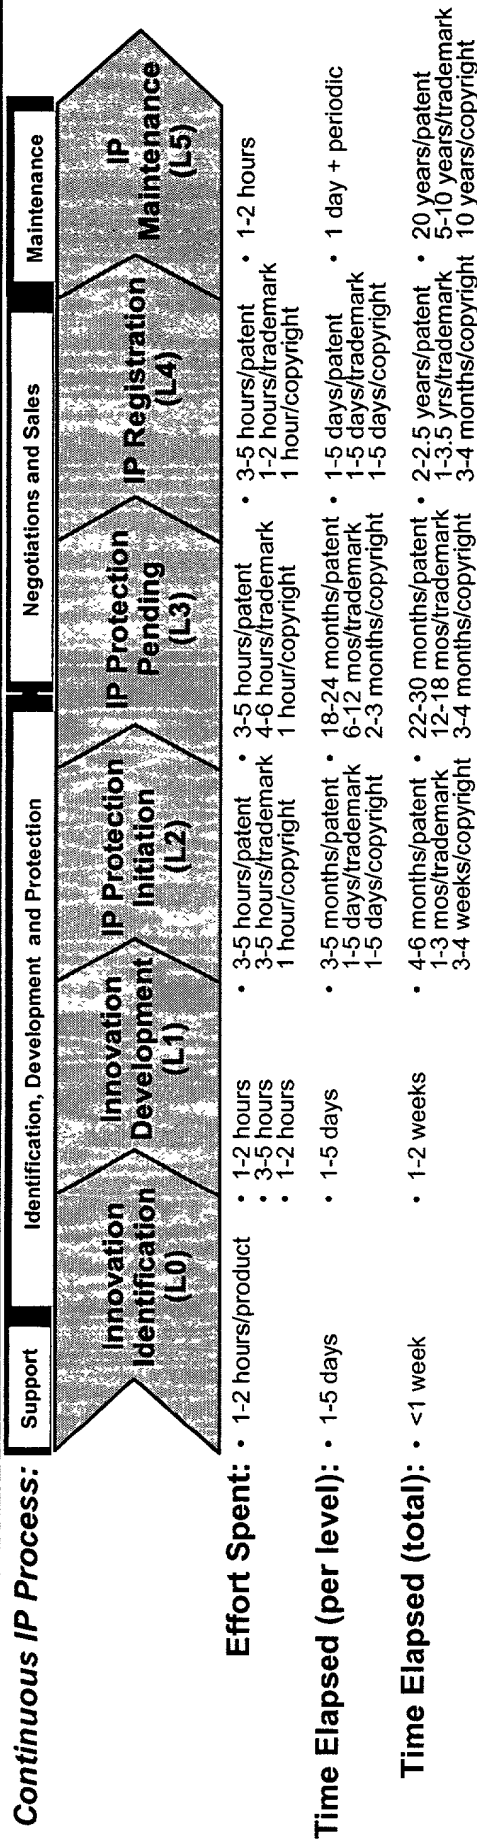 Continuous IP Process:
Support
Identification, Development and Protection
Negotiations and Sales
Maintenance
Innovation
Identification
(L0)
Innovation
Development
(L1)
IP Protection
Initiation
(L2)
IP Protection
Pending
(L3)
IP Registration
(L4)
IP
Maintenance
(L5)
Effort Spent:
• 1-2 hours/product
• 1-2 hours
• 3-5 hours
• 1-2 hours
• 3-5 hours/patent
3-5 hours/trademark
1 hour/copyright
• 3-5 hours/patent
4-6 hours/trademark
1 hour/copyright
• 3-5 hours/patent
1-2 hours/trademark
1 hour/copyright
• 1-2 hours
Time Elapsed (per level):
• 1-5 days
• 1-5 days
• 3-5 months/patent
1-5 days/trademark
1-5 days/copyright
• 18-24 months/patent
6-12 mos/trademark
2-3 months/copyright
• 1-5 days/patent
1-5 days/trademark
1-5 days/copyright
• 1 day + periodic
Time Elapsed (total):
• <1 week
• 1-2 weeks
• 4-6 months/patent
1-3 mos/trademark
3-4 weeks/copyright
• 22-30 months/patent
12-18 mos/trademark
3-4 months/copyright
• 2-2.5 years/patent
1-3.5 yrs/trademark
3-4 months/copyright
• 20 years/patent
5-10 years/trademark
10 years/copyright